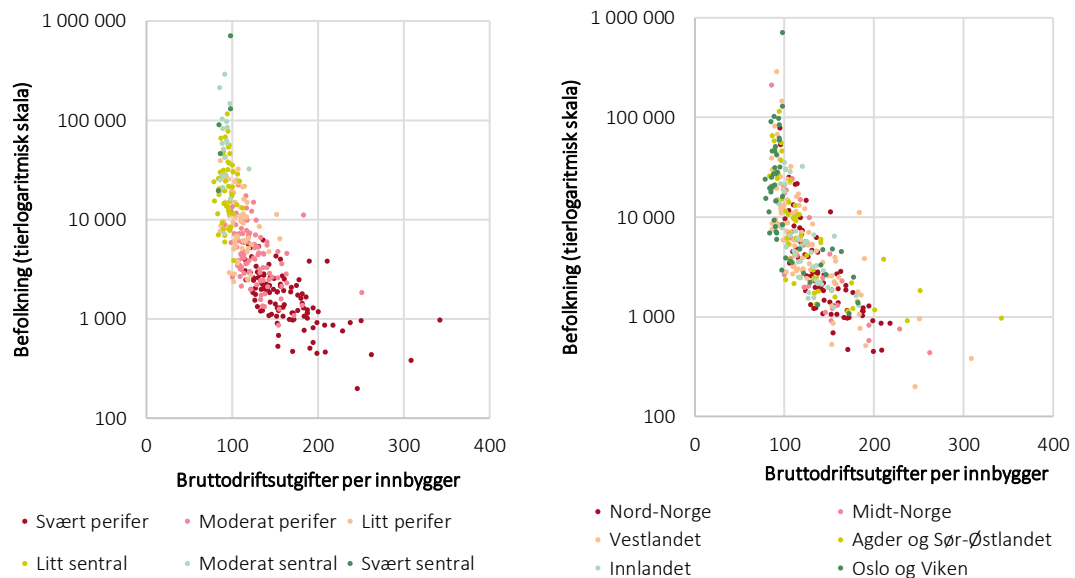 1 000 000
100 000
10 000
1 000
100
0 100 200 300 400
Befolkning (tierlogaritmisk skala)
Bruttodriftsutgifter per innbygger
Svært perifer Moderat perifer Litt perifer
Litt sentral Moderat sentral Svært sentral
1 000 000
100 000
10 000
1 000
100
0 100 200 300 400
Befolkning (tierlogaritmisk skala)
Bruttodriftsutgifter per innbygger
Nord-Norge Midt-Norge
Vestlandet Agder og Sør-Østlandet
Innlandet Oslo og Viken